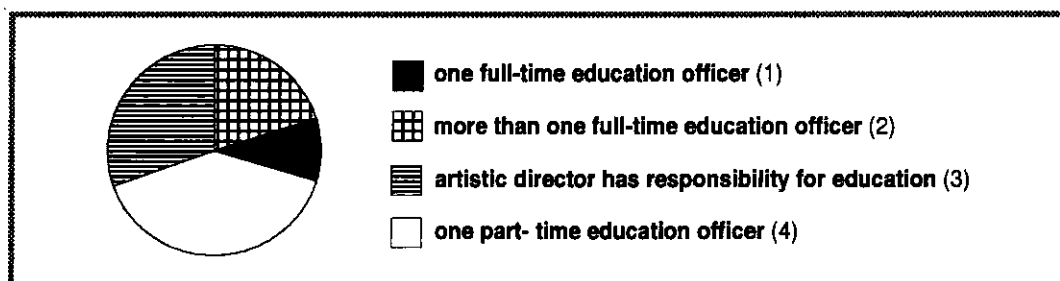 one full-time education officer (1)
more than one full-time education officer (2)
artistic director has responsibility for education (3)
one part- time education officer (4)